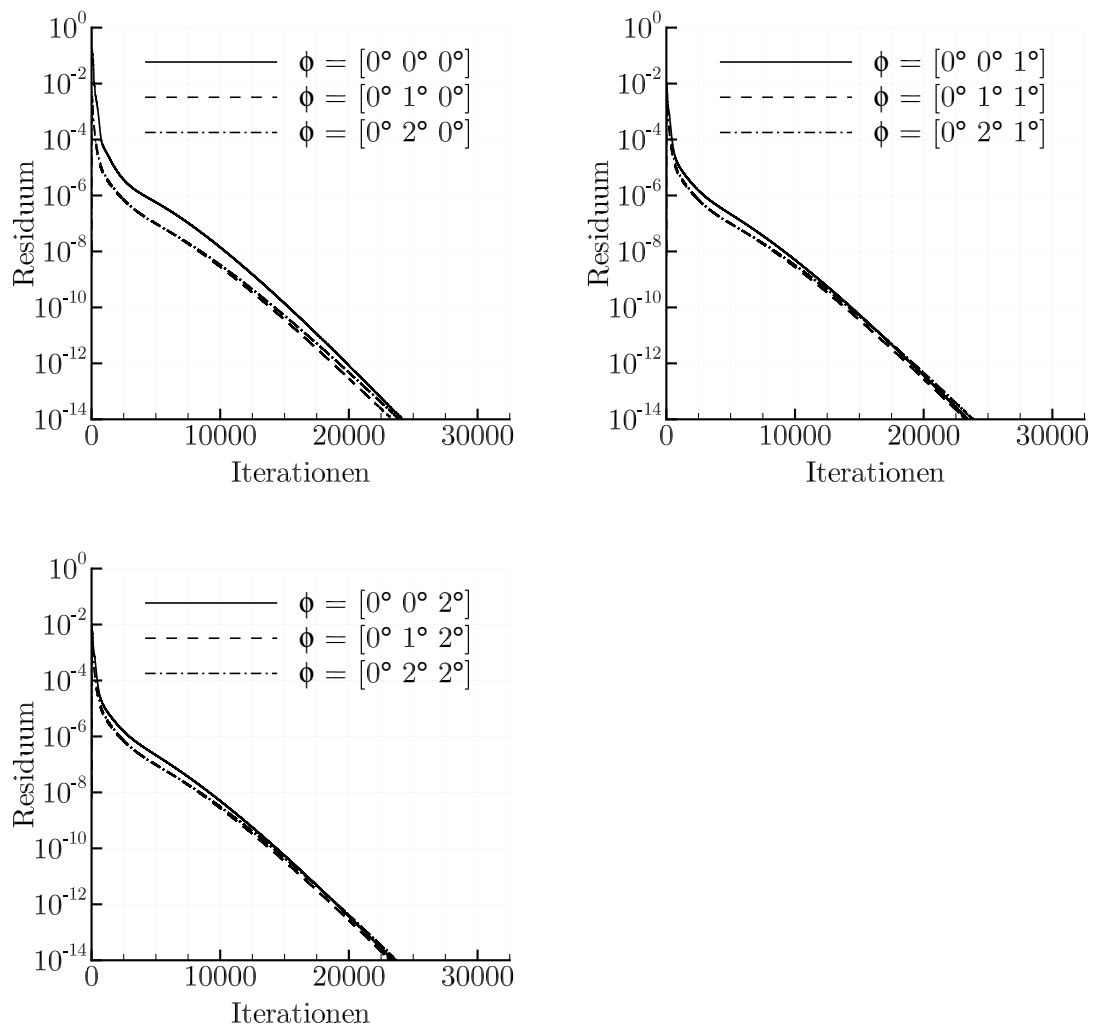 10^0
10^-2
10^-4
10^-6
10^-8
10^-10
10^-12
10^-14
Residuum
0 10000 20000 30000
Iterationen
ϕ = [0° 0° 0°]
ϕ = [0° 1° 0°]
ϕ = [0° 2° 0°]
10^0
10^-2
10^-4
10^-6
10^-8
10^-10
10^-12
10^-14
Residuum
0 10000 20000 30000
Iterationen
ϕ = [0° 0° 1°]
ϕ = [0° 1° 1°]
ϕ = [0° 2° 1°]
10^0
10^-2
10^-4
10^-6
10^-8
10^-10
10^-12
10^-14
Residuum
0 10000 20000 30000
Iterationen
ϕ = [0° 0° 2°]
ϕ = [0° 1° 2°]
ϕ = [0° 2° 2°]